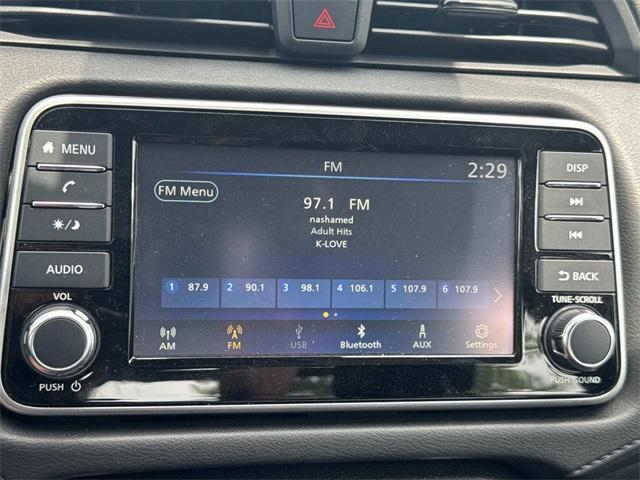 FM
2:29
MENU
FM Menu
97.1 FM
nashamed
Adult Hits
K-LOVE
AUDIO
VOL
PUSH
1 87.9 2 90.1 3 98.1 4 106.1 5 107.9 6 107.9
AM FM USB Bluetooth AUX Settings
DISP
BACK
TUNE·SCROLL
PUSH·SOUND